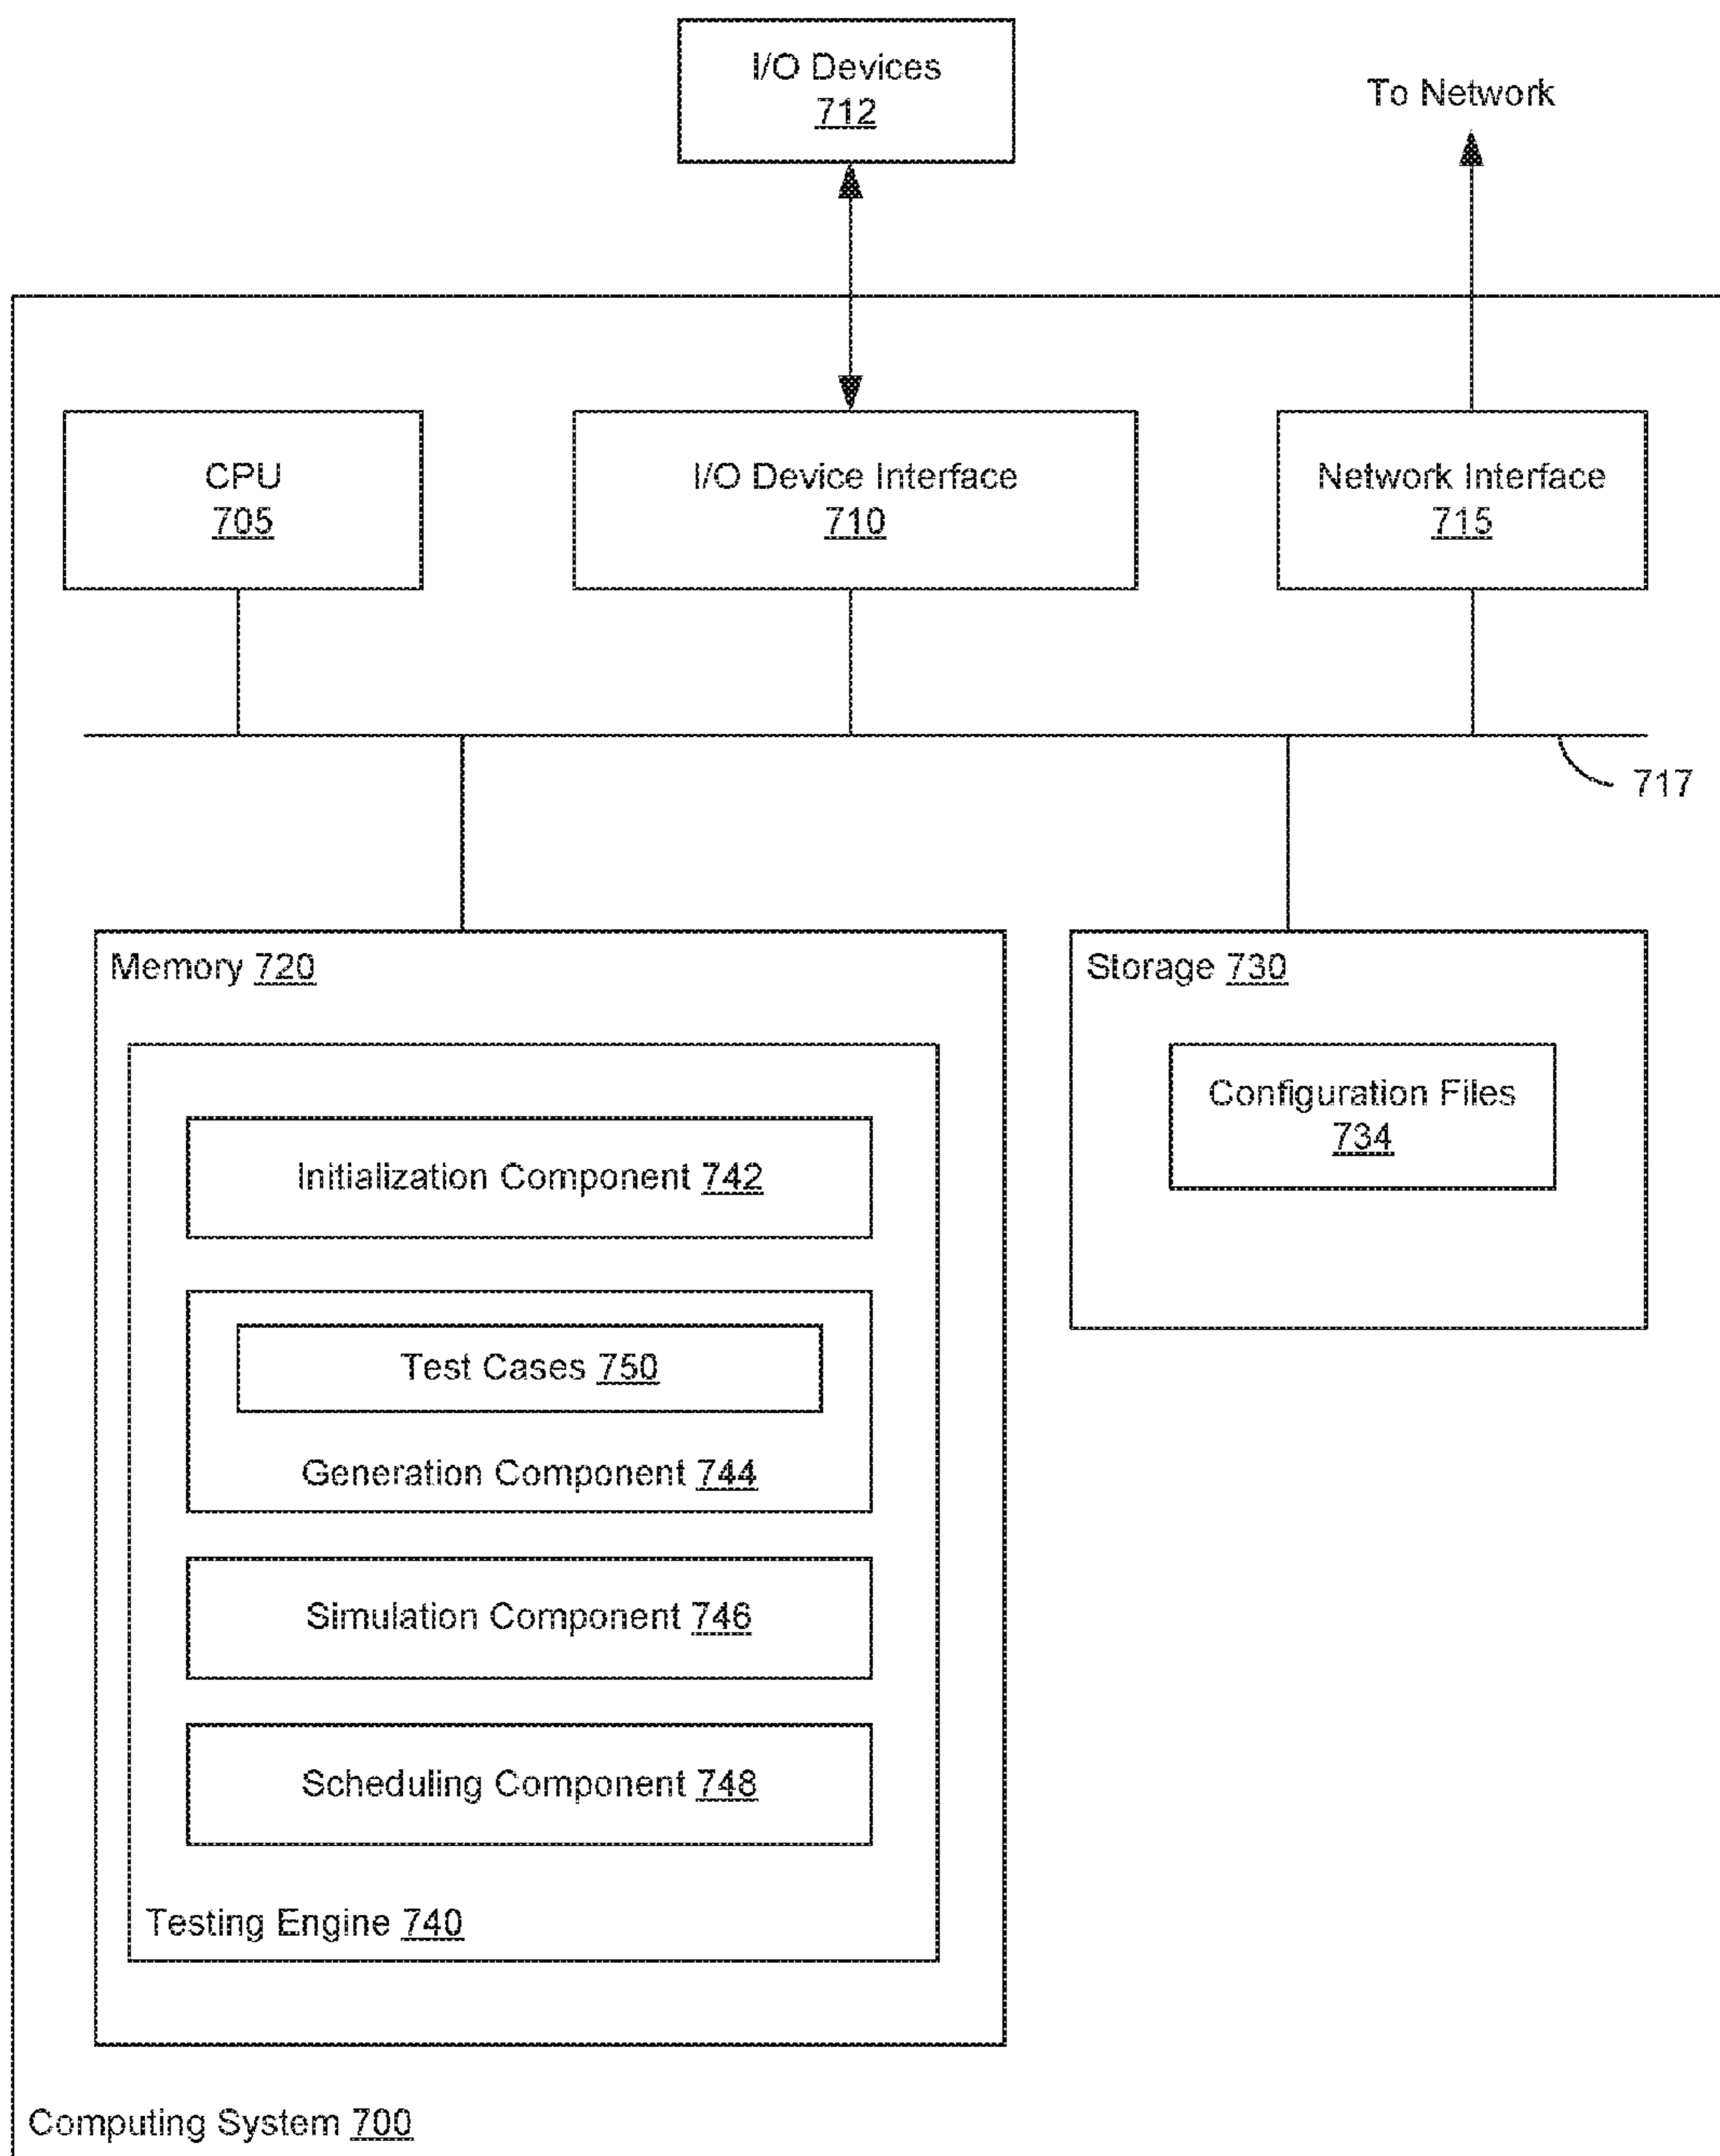 I/O Devices
712
To Network
CPU
705
I/O Device Interface
710
Network Interface
715
717
Memory 720
Storage 730
Configuration Files
734
Initialization Component 742
Test Cases 750
Generation Component 744
Simulation Component 746
Scheduling Component 748
Testing Engine 740
Computing System 700